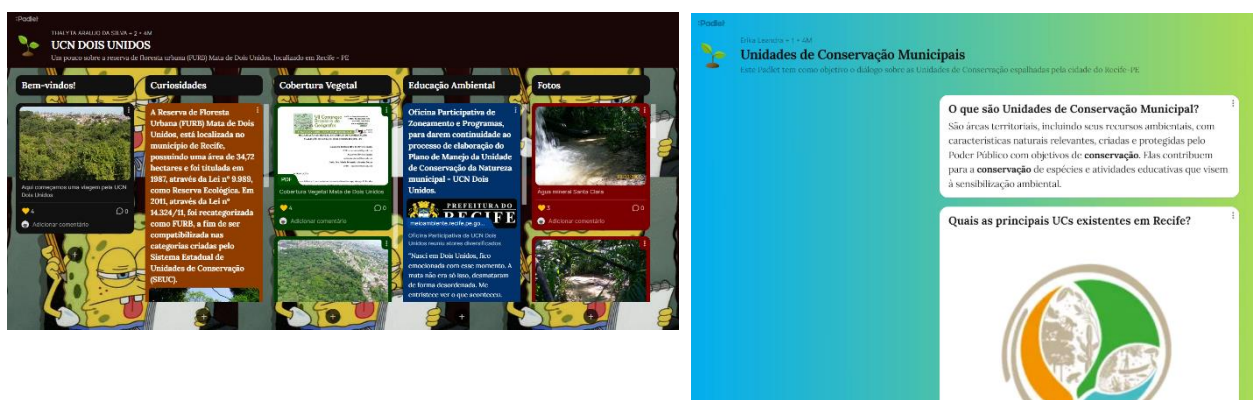 :Padlet
THALYTA ARAUJO DA SILVA + 2 • 4M
UCN DOIS UNIDOS
Um pouco sobre a reserva de floresta urbana (FURB) Mata de Dois Unidos, localizado em Recife - PE
Bem-vindos!
Aqui começamos uma viagem pela UCN
Dois Unidos
4
0
Adicionar comentário
Curiosidades
A Reserva de Floresta
Urbana (FURB) Mata de Dois
Unidos, está localizada no
município de Recife,
possuindo uma área de 34,72
hectares e foi titulada em
1987, através da Lei nº 9.989,
como Reserva Ecológica. Em
2011, através da Lei nº
14.324/11, foi recategorizada
como FURB, a fim de ser
compatibilizada nas
categorias criadas pelo
Sistema Estadual de
Unidades de Conservação
(SEUC).
Cobertura Vegetal
PDF
Cobertura Vegetal Mata de Dois Unidos
4
0
Adicionar comentário
Educação Ambiental
Oficina Participativa de
Zoneamento e Programas,
para darem continuidade ao
processo de elaboração do
Plano de Manejo da Unidade
de Conservação da Natureza
municipal - UCN Dois
Unidos.
PREFEITURA DO
RECIFE
meioambiente.recife.pe.go...
Oficina Participativa da UCN Dois
Unidos reuniu atores diversificados
"Nasci em Dois Unidos, fico
emocionada com esse momento. A
mata não era só isso, desmataram
de forma desordenada. Me
entristece ver o que aconteceu.
Fotos
Água mineral Santa Clara
3
0
Adicionar comentário
:Padlet
Erika Leandra + 1 • 4M
Unidades de Conservação Municipais
Este Padlet tem como objetivo o diálogo sobre as Unidades de Conservação espalhadas pela cidade do Recife-PE
O que são Unidades de Conservação Municipal?
São áreas territoriais, incluindo seus recursos ambientais, com
características naturais relevantes, criadas e protegidas pelo
Poder Público com objetivos de conservação. Elas contribuem
para a conservação de espécies e atividades educativas que visem
à sensibilização ambiental.
Quais as principais UCs existentes em Recife?